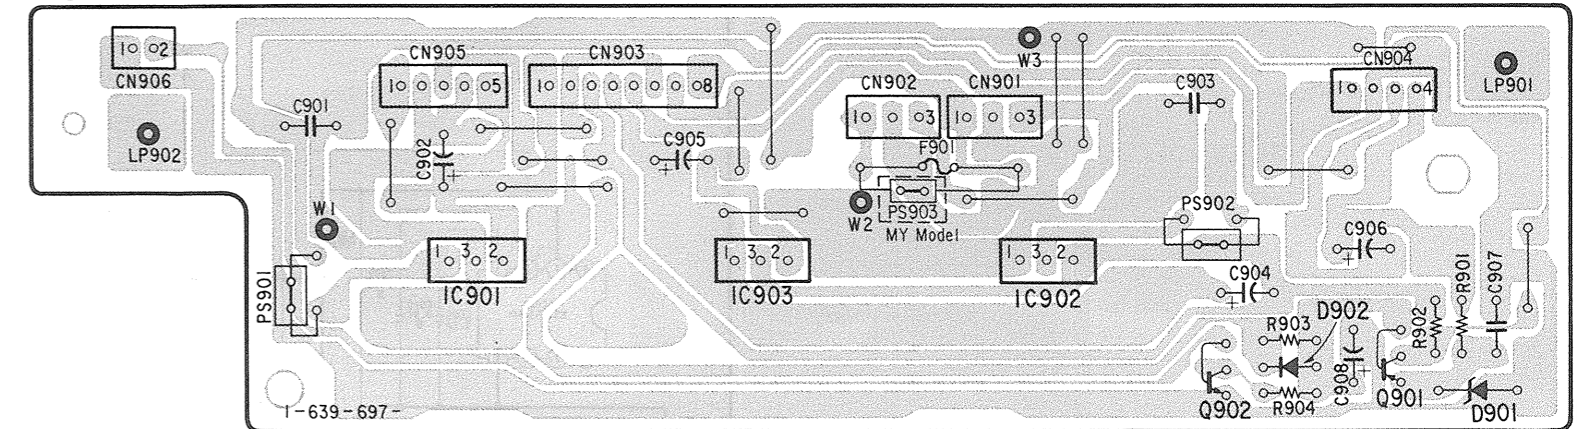 W3
1 2
CN906
CN905
1 5
CN903
1 8
CN902
1 3
CN901
1 3
C903
CN904
1 4
LP901
LP902
C901
C902
+
C905
+
F901
PS903
MY Model
W2
W1
PS902
C906
+
PS901
1 3 2
IC901
1 3 2
IC903
1 3 2
IC902
C904
+
R901
C907
R902
D902
R903
C908
+
R904
Q902
Q901
D901
1-639-697-